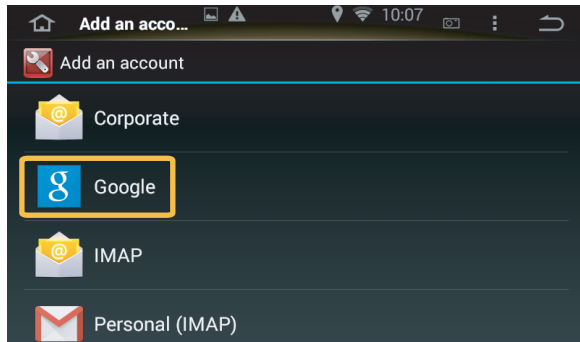 Add an acco...
10:07
Add an account
Corporate
Google
IMAP
Personal (IMAP)